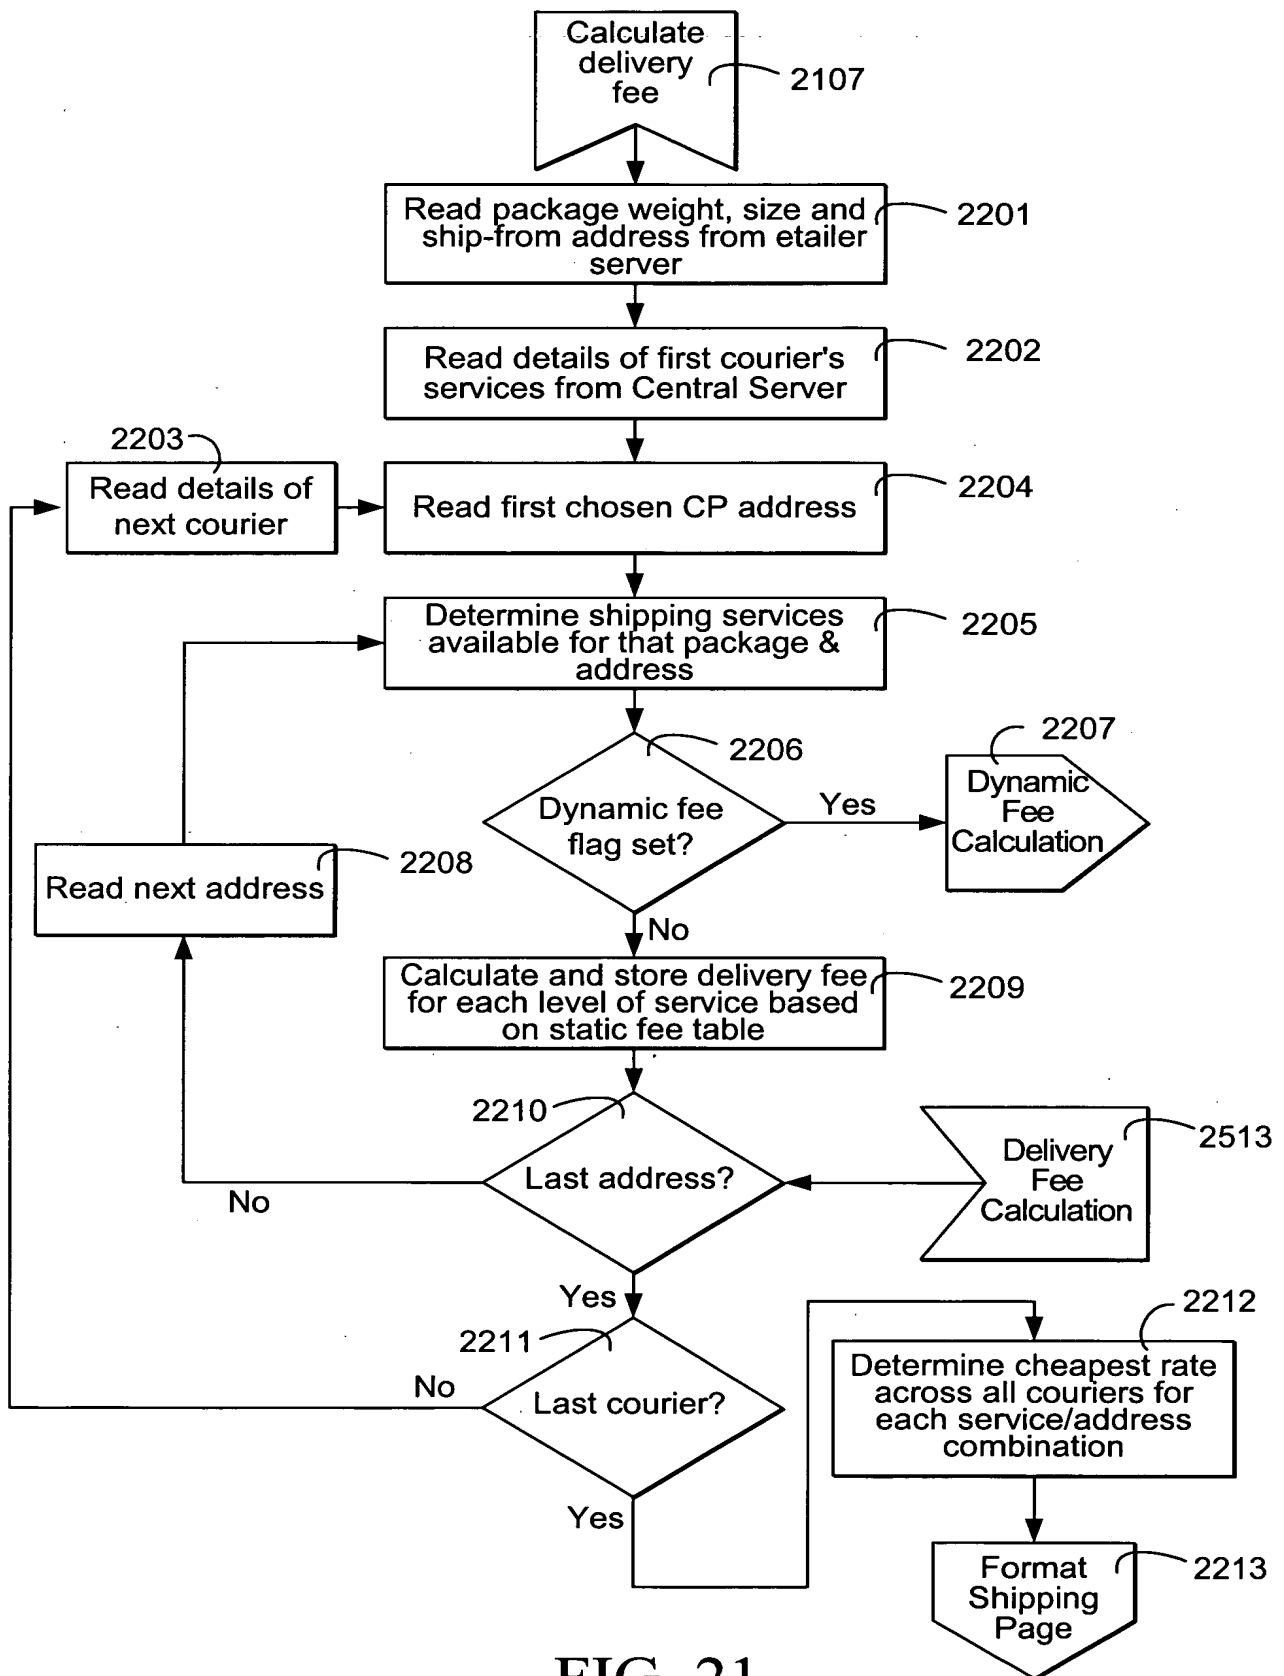 Calculate
delivery
fee
2107
Read package weight, size and
ship-from address from etailer
server
2201
Read details of first courier's
services from Central Server
2202
2203
Read details of
next courier
Read first chosen CP address
2204
Determine shipping services
available for that package &
address
2205
2206
Dynamic fee
flag set?
Yes
2207
Dynamic
Fee
Calculation
Read next address
2208
No
Calculate and store delivery fee
for each level of service based
on static fee table
2209
2210
Last address?
No
2513
Delivery
Fee
Calculation
Yes
2211
Last courier?
No
Yes
2212
Determine cheapest rate
across all couriers for
each service/address
combination
Format
Shipping
Page
2213
FIG. 21